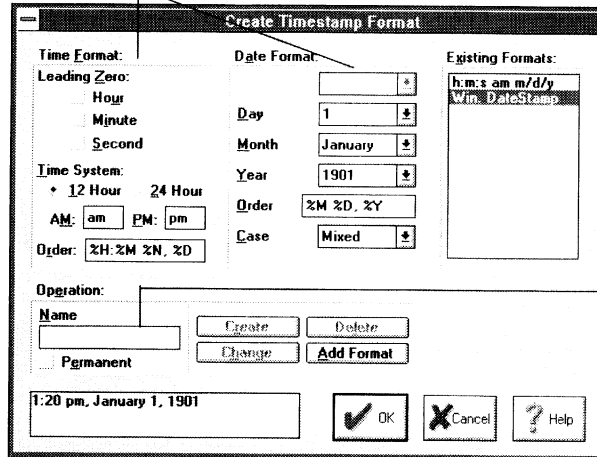 Create Timestamp Format
Time Format:
Leading Zero:
Hour
Minute
Second
Time System:
12 Hour 24 Hour
AM: am PM: pm
Order: %H:%M %N, %D
Date Format:
Day 1
Month January
Year 1901
Order %M %D, %Y
Case Mixed
Existing Formats:
h:m:s am m/d/y
Win_DateStamp
Operation:
Name
Permanent
Create Delete
Change Add Format
1:20 pm, January 1, 1901
OK Cancel ? Help